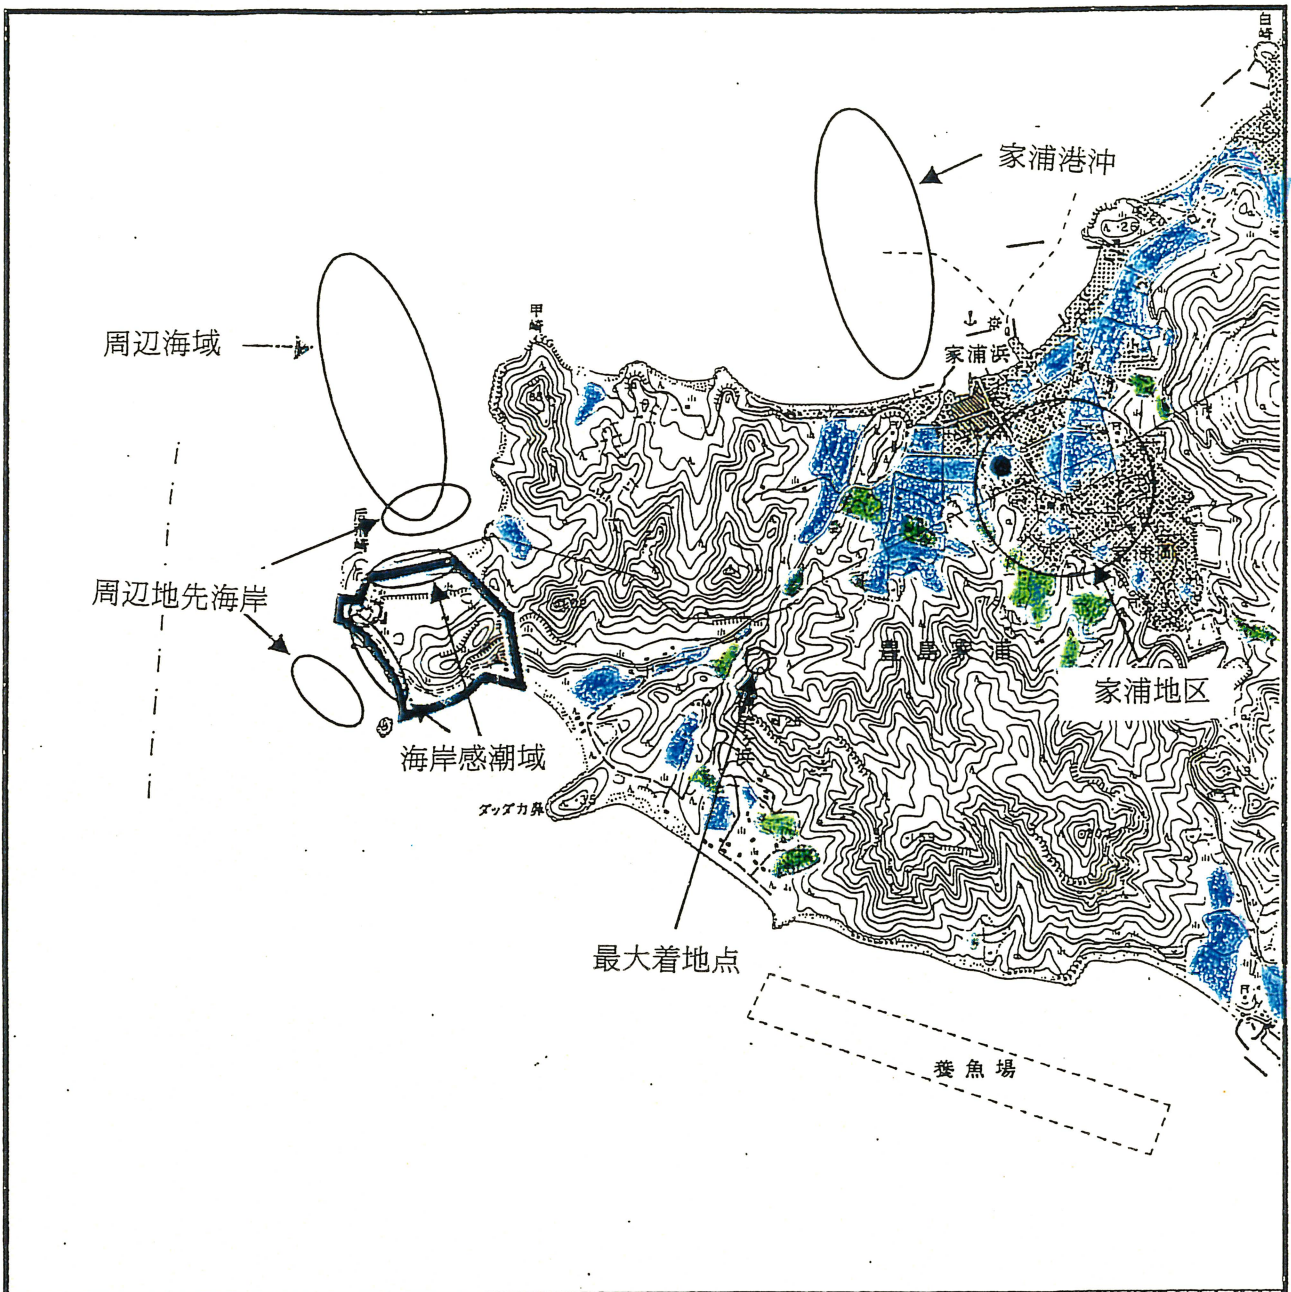 白崎
家浦港沖
甲崎
周辺海域
家浦浜
周辺地先海岸
豊島家浦
家浦地区
海岸感潮域
ダッダカ鼻
最大着地点
養魚場